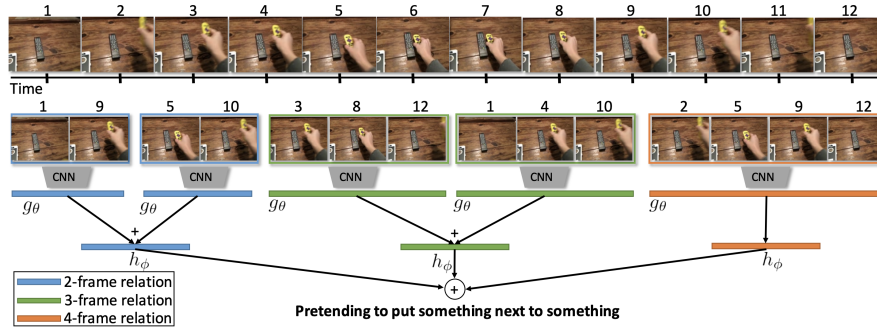 1 2 3 4 5 6 7 8 9 10 11 12
Time
1 9 5 10 3 8 12 1 4 10 2 5 9 12
CNN CNN CNN CNN CNN
gθ gθ gθ gθ gθ
+ +
hϕ hϕ hϕ
+
2-frame relation
3-frame relation
4-frame relation
Pretending to put something next to something